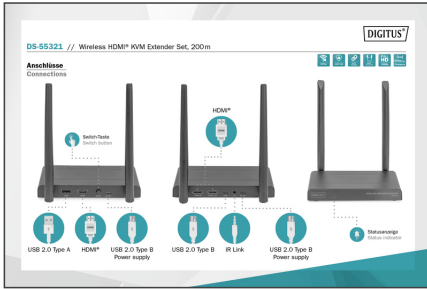 DIGITUS®
DS-55321 // Wireless HDMI® KVM Extender Set, 200m
Anschlüsse
Connections
HDMI®
Switch-Taste
Switch button
Statusanzeige
Status indicator
USB 2.0 Type A
HDMI®
USB 2.0 Type B
Power supply
USB 2.0 Type B
IR Link
USB 2.0 Type B
Power supply